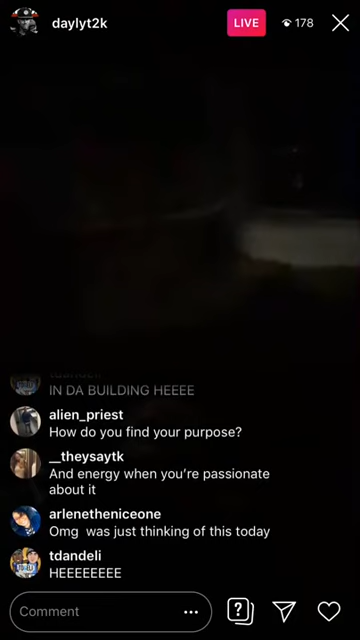 daylyt2k
LIVE
178
IN DA BUILDING HEEEE
alien_priest
How do you find your purpose?
__theysaytk
And energy when you're passionate
about it
arlenetheniceone
Omg was just thinking of this today
tdandeli
HEEEEEEEE
Comment